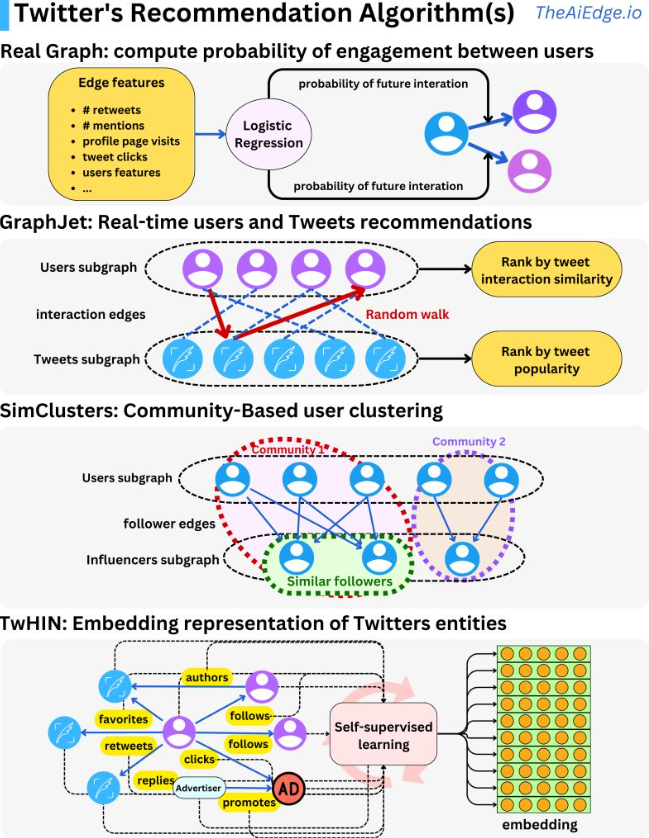 Twitter's Recommendation Algorithm(s)
TheAiEdge.io
Real Graph: compute probability of engagement between users
Edge features
• # retweets
• # mentions
• profile page visits
• tweet clicks
• users features
• ...
Logistic
Regression
probability of future interation
probability of future interation
GraphJet: Real-time users and Tweets recommendations
Users subgraph
Rank by tweet
interaction similarity
interaction edges
Random walk
Tweets subgraph
Rank by tweet
popularity
SimClusters: Community-Based user clustering
Community 1
Community 2
Users subgraph
follower edges
Influencers subgraph
Similar followers
TwHIN: Embedding representation of Twitters entities
authors
favorites
follows
retweets
follows
clicks
replies
Advertiser
AD
promotes
Self-supervised
learning
embedding